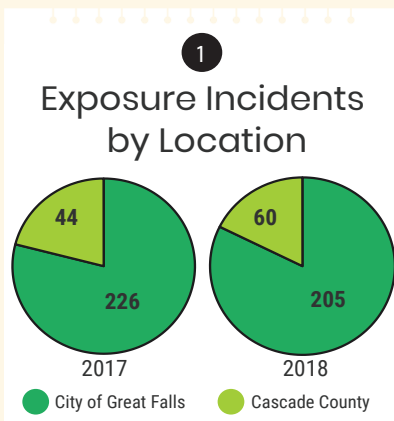 1
Exposure Incidents
by Location
44
226
60
205
2017
2018
City of Great Falls
Cascade County